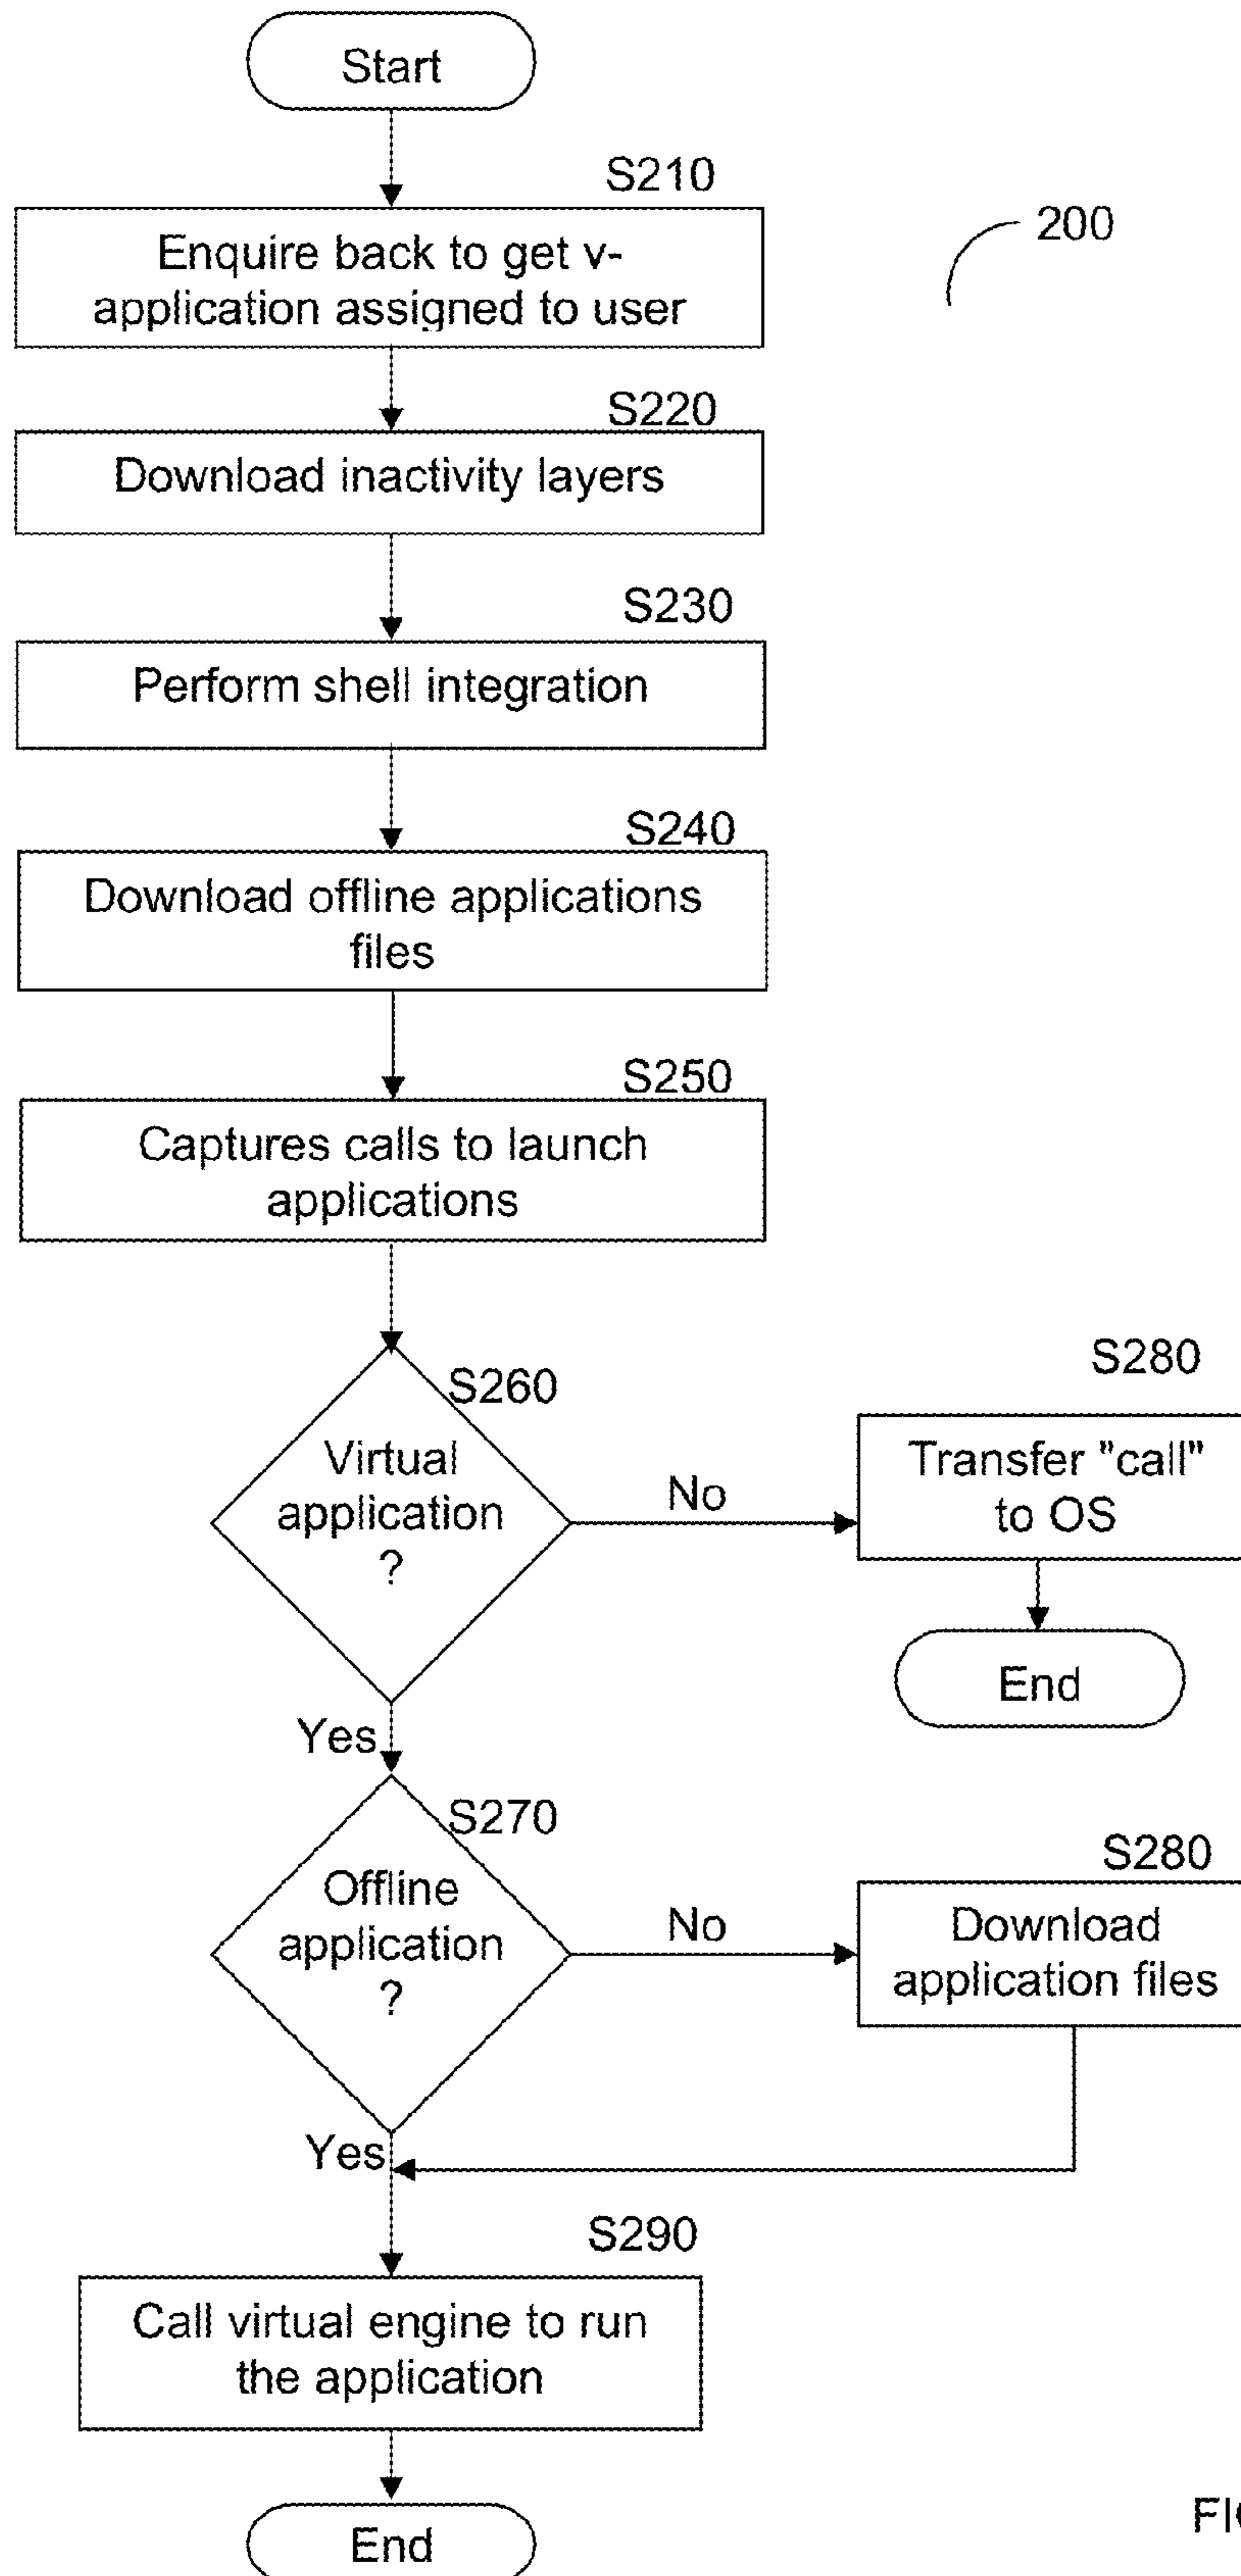 Start
S210
200
Enquire back to get v-
application assigned to user
S220
Download inactivity layers
S230
Perform shell integration
S240
Download offline applications
files
S250
Captures calls to launch
applications
S260
Virtual
application
?
No
S280
Transfer "call"
to OS
End
Yes
S270
Offline
application
?
No
S280
Download
application files
Yes
S290
Call virtual engine to run
the application
End